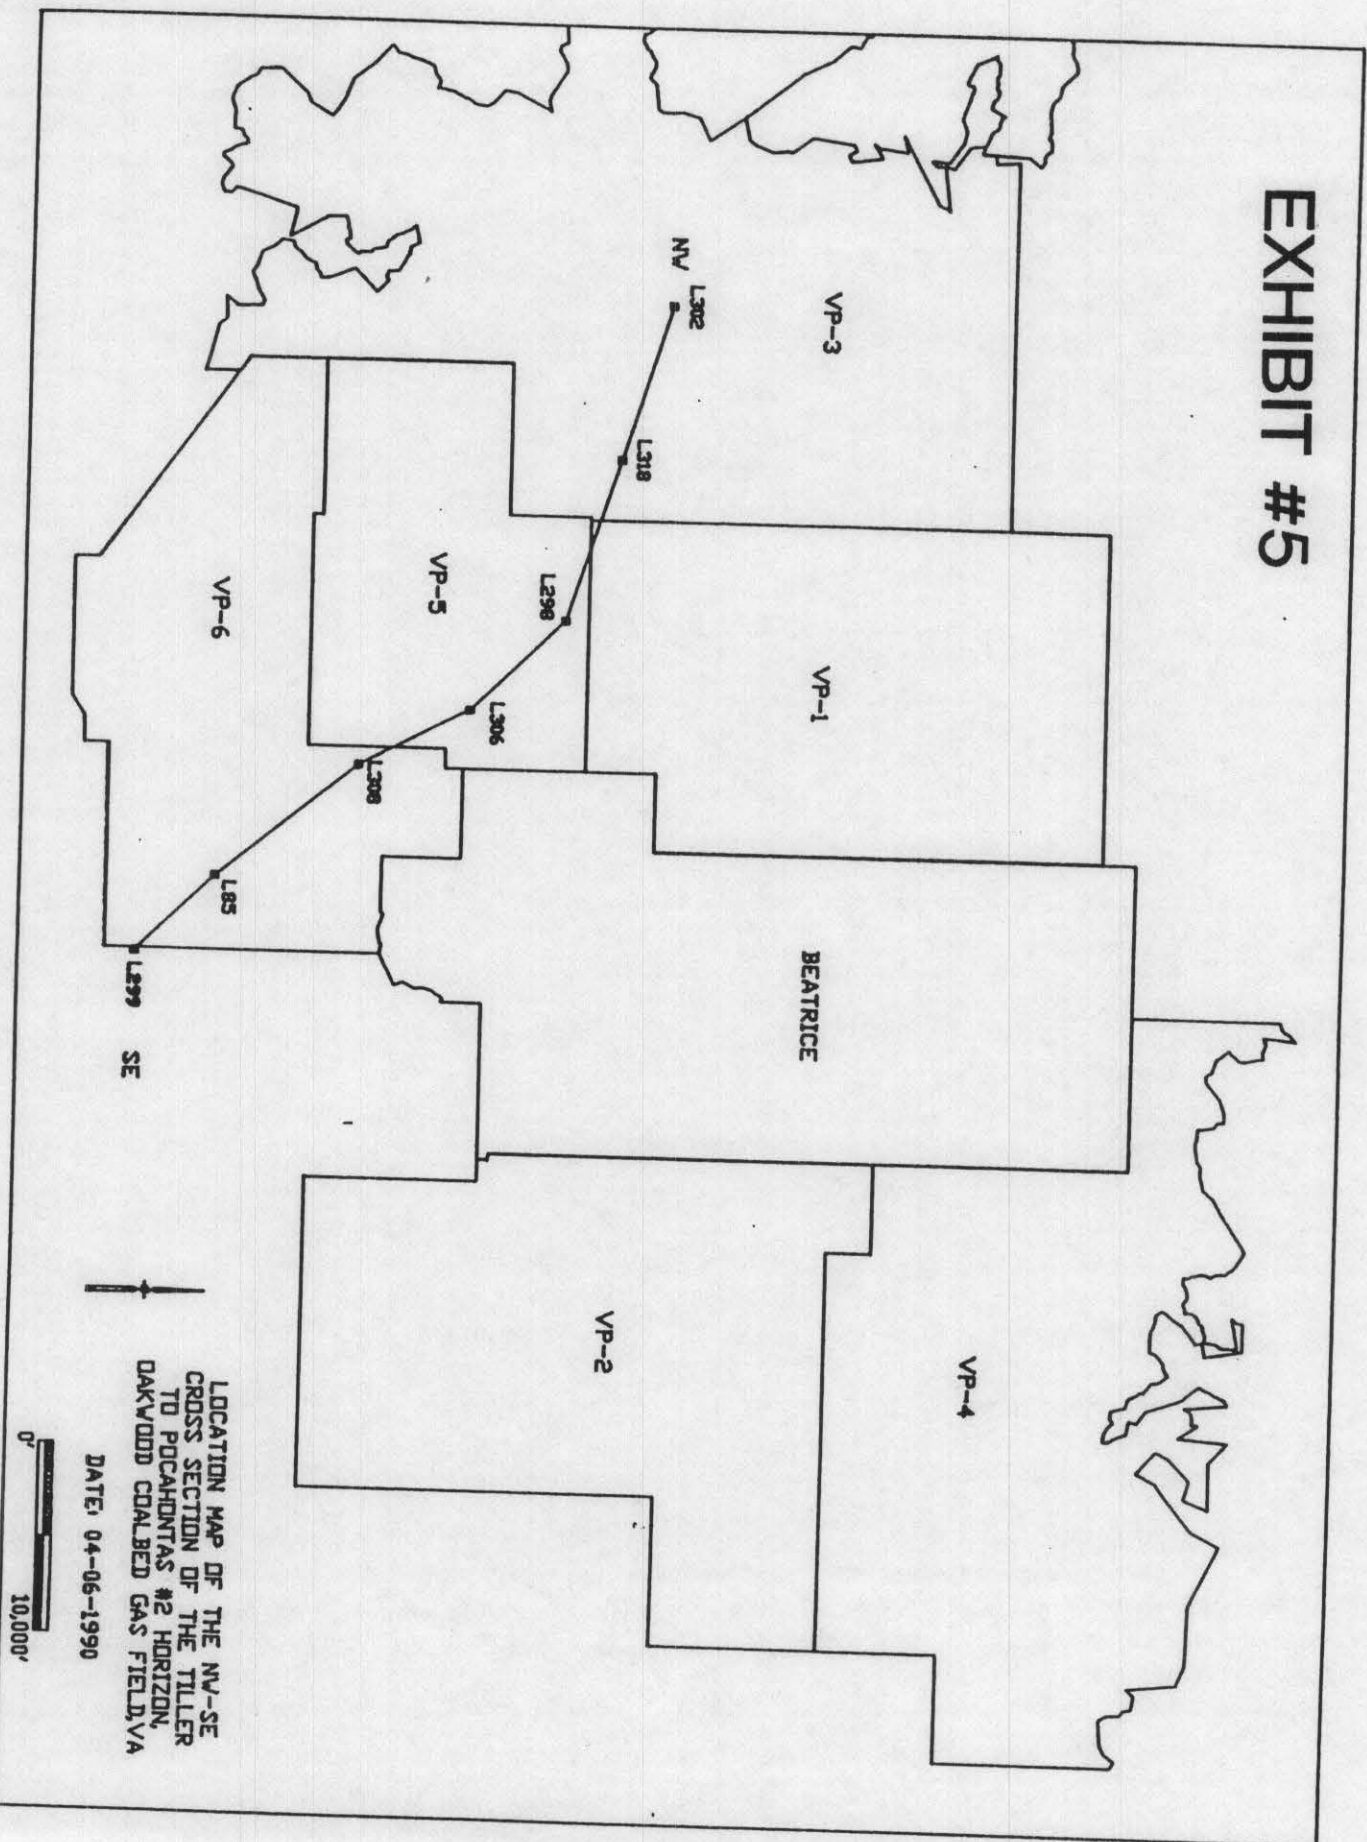 EXHIBIT #5
VP-3
NW
L302
L318
VP-1
L298
VP-5
L306
L308
VP-6
L85
L299
SE
BEATRICE
VP-2
VP-4
LOCATION MAP OF THE NW-SE
CROSS SECTION OF THE TILLER
TO POCAHONTAS #2 HORIZON,
OAKWOOD COALBED GAS FIELD,VA
DATE: 04-06-1990
0'
10,000'